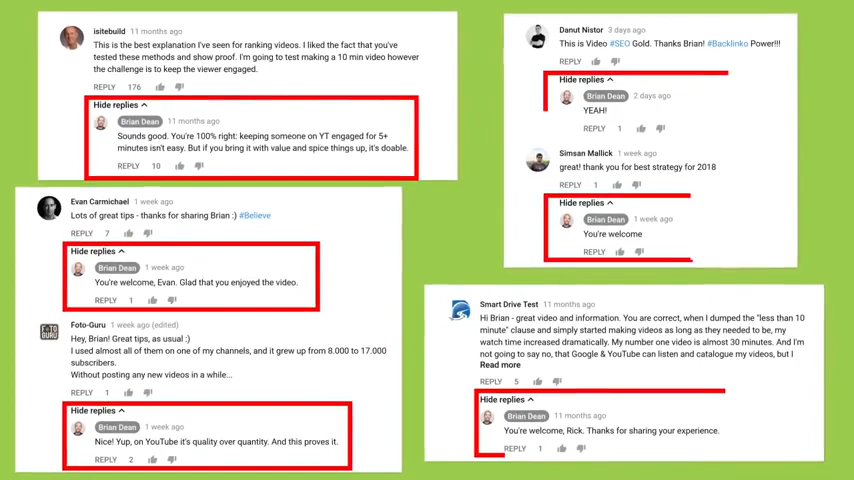 isitebuild 11 months ago
This is the best explanation I've seen for ranking videos. I liked the fact that you've
tested these methods and show proof. I'm going to test making a 10 min video however
the challenge is to keep the viewer engaged.
REPLY 176
Hide replies
Brian Dean 11 months ago
Sounds good. You're 100% right: keeping someone on YT engaged for 5+
minutes isn't easy. But if you bring it with value and spice things up, it's doable.
REPLY 10
Evan Carmichael 1 week ago
Lots of great tips - thanks for sharing Brian :) #Believe
REPLY 7
Hide replies
Brian Dean 1 week ago
You're welcome, Evan. Glad that you enjoyed the video.
REPLY 1
FOTO
GURU
Foto-Guru 1 week ago (edited)
Hey, Brian! Great tips, as usual :)
I used almost all of them on one of my channels, and it grew up from 8.000 to 17.000
subscribers.
Without posting any new videos in a while...
REPLY 1
Hide replies
Brian Dean 1 week ago
Nice! Yup, on YouTube it's quality over quantity. And this proves it.
REPLY 2
Danut Nistor 3 days ago
This is Video #SEO Gold. Thanks Brian! #Backlinko Power!!!
REPLY
Hide replies
Brian Dean 2 days ago
YEAH!
REPLY 1
Simsan Mallick 1 week ago
great! thank you for best strategy for 2018
REPLY 1
Hide replies
Brian Dean 1 week ago
You're welcome
REPLY
Smart Drive Test 11 months ago
Hi Brian - great video and information. You are correct, when I dumped the "less than 10
minute" clause and simply started making videos as long as they needed to be, my
watch time increased dramatically. My number one video is almost 30 minutes. And I'm
not going to say no, that Google & YouTube can listen and catalogue my videos, but I
Read more
REPLY 5
Hide replies
Brian Dean 11 months ago
You're welcome, Rick. Thanks for sharing your experience.
REPLY 1